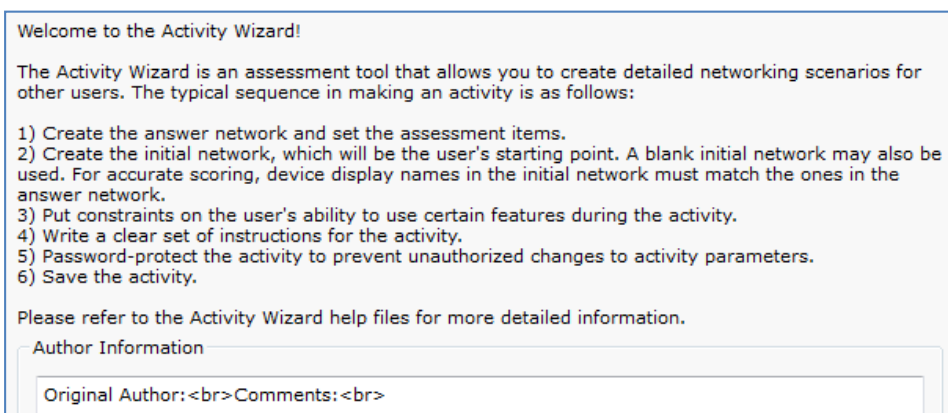 Welcome to the Activity Wizard!
The Activity Wizard is an assessment tool that allows you to create detailed networking scenarios for
other users. The typical sequence in making an activity is as follows:
1) Create the answer network and set the assessment items.
2) Create the initial network, which will be the user's starting point. A blank initial network may also be
used. For accurate scoring, device display names in the initial network must match the ones in the
answer network.
3) Put constraints on the user's ability to use certain features during the activity.
4) Write a clear set of instructions for the activity.
5) Password-protect the activity to prevent unauthorized changes to activity parameters.
6) Save the activity.
Please refer to the Activity Wizard help files for more detailed information.
Author Information
Original Author:<br>Comments:<br>